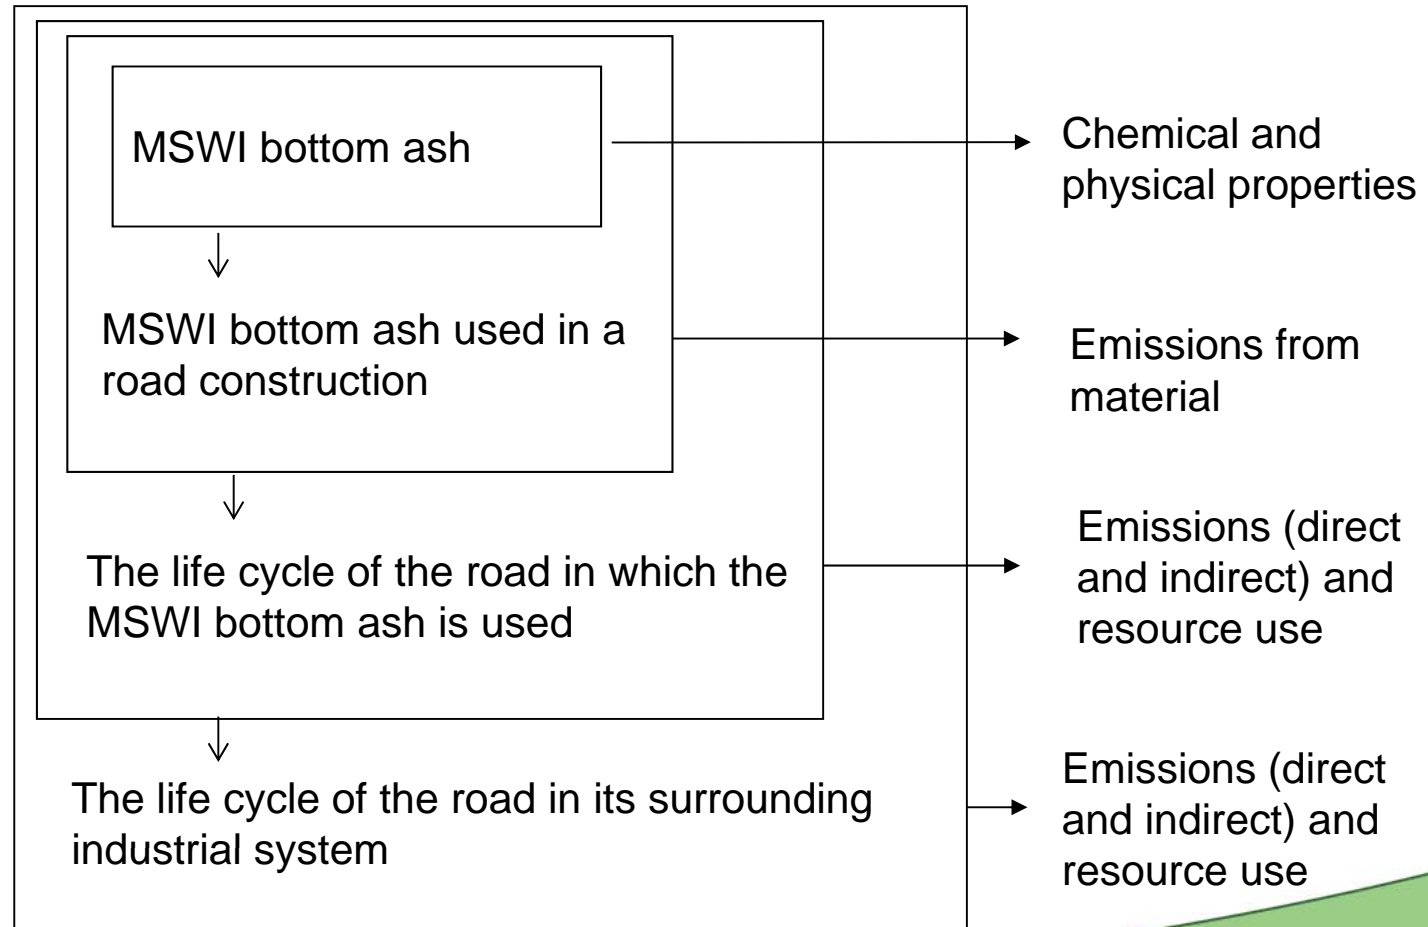 MSWI bottom ash
Chemical and
physical properties
MSWI bottom ash used in a
road construction
Emissions from
material
The life cycle of the road in which the
MSWI bottom ash is used
Emissions (direct
and indirect) and
resource use
The life cycle of the road in its surrounding
industrial system
Emissions (direct
and indirect) and
resource use